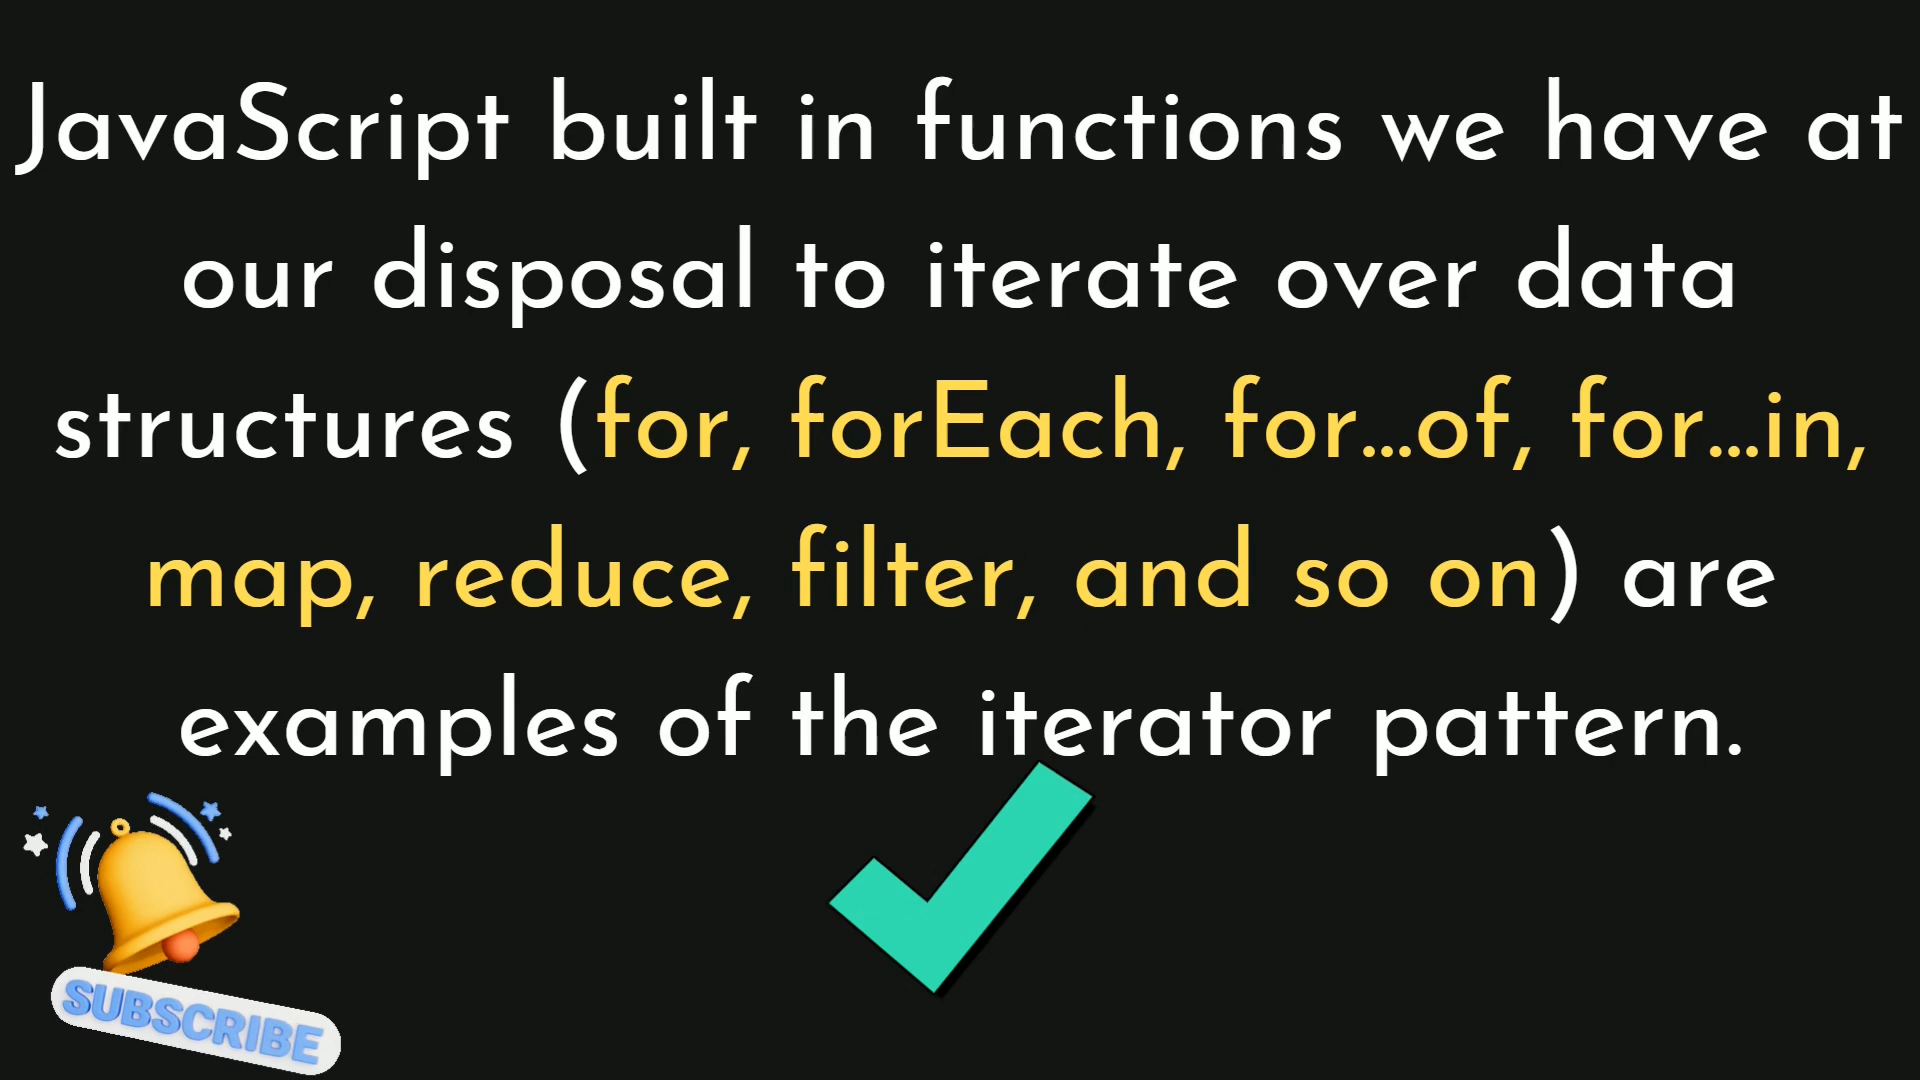 JavaScript built in functions we have at
our disposal to iterate over data
structures (for, forEach, for...of, for...in,
map, reduce, filter, and so on) are
examples of the iterator pattern.
SUBSCRIBE